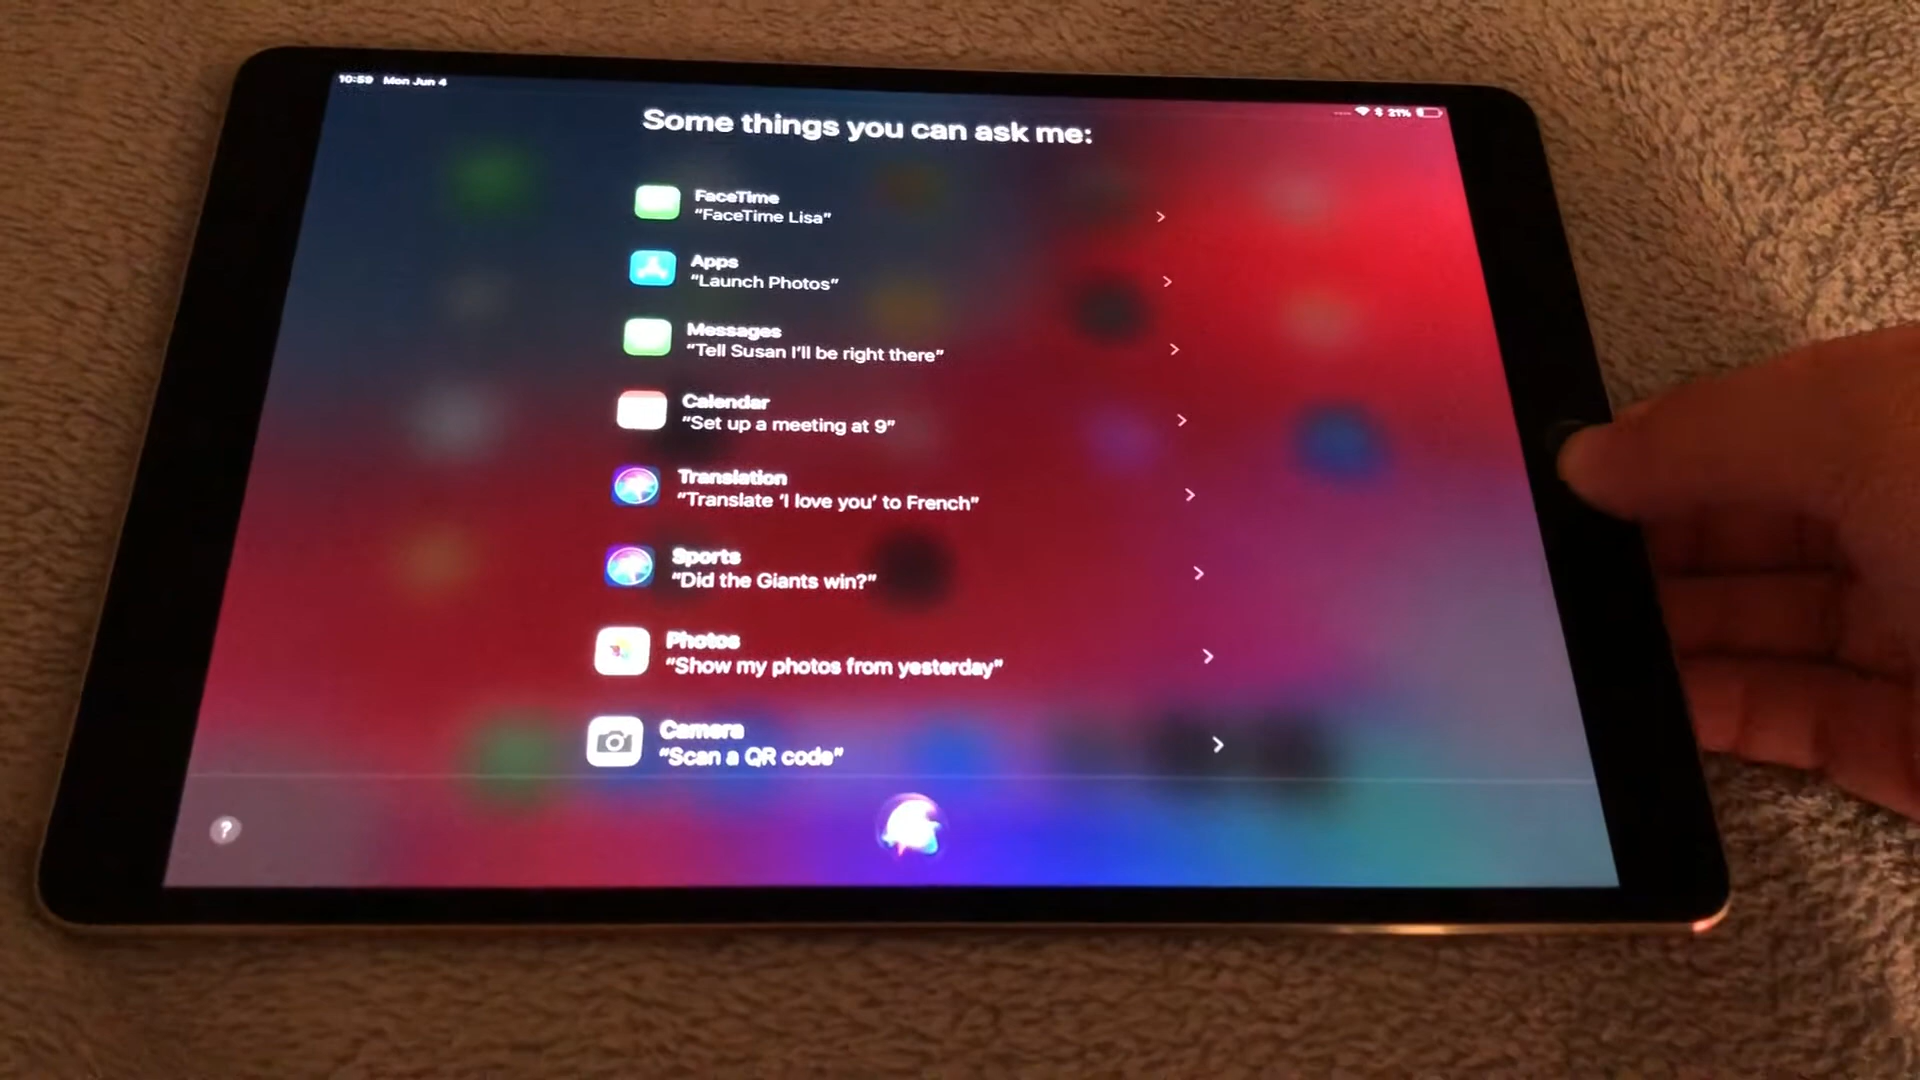 10:59 Mon Jun 4
21%
Some things you can ask me:
FaceTime
“FaceTime Lisa”
Apps
“Launch Photos”
Messages
“Tell Susan I’ll be right there”
Calendar
“Set up a meeting at 9”
Translation
“Translate ‘I love you’ to French”
Sports
“Did the Giants win?”
Photos
“Show my photos from yesterday”
Camera
“Scan a QR code”
?